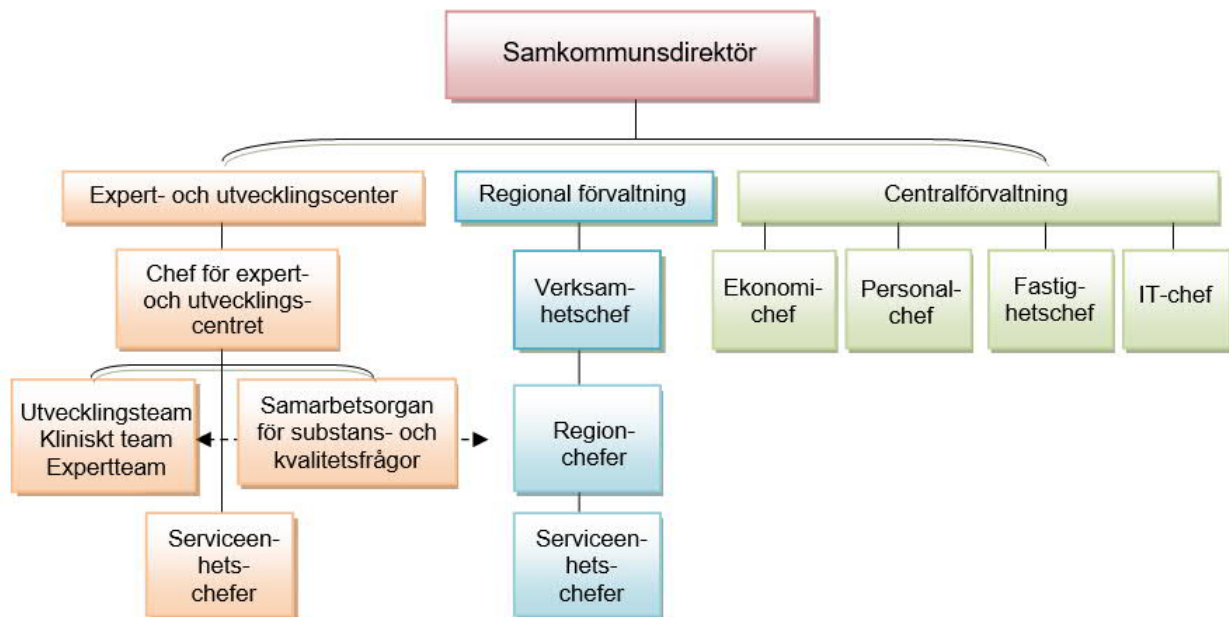 Samkommunsdirektör
Expert- och utvecklingscenter
Regional förvaltning
Centralförvaltning
Chef för expert-
och utvecklings-
centret
Verksam-
hetschef
Ekonomi-
chef
Personal-
chef
Fastig-
hetschef
IT-chef
Utvecklingsteam
Kliniskt team
Expertteam
Samarbetsorgan
för substans- och
kvalitetsfrågor
Region-
chefer
Serviceen-
hets-
chefer
Serviceen-
hets-
chefer